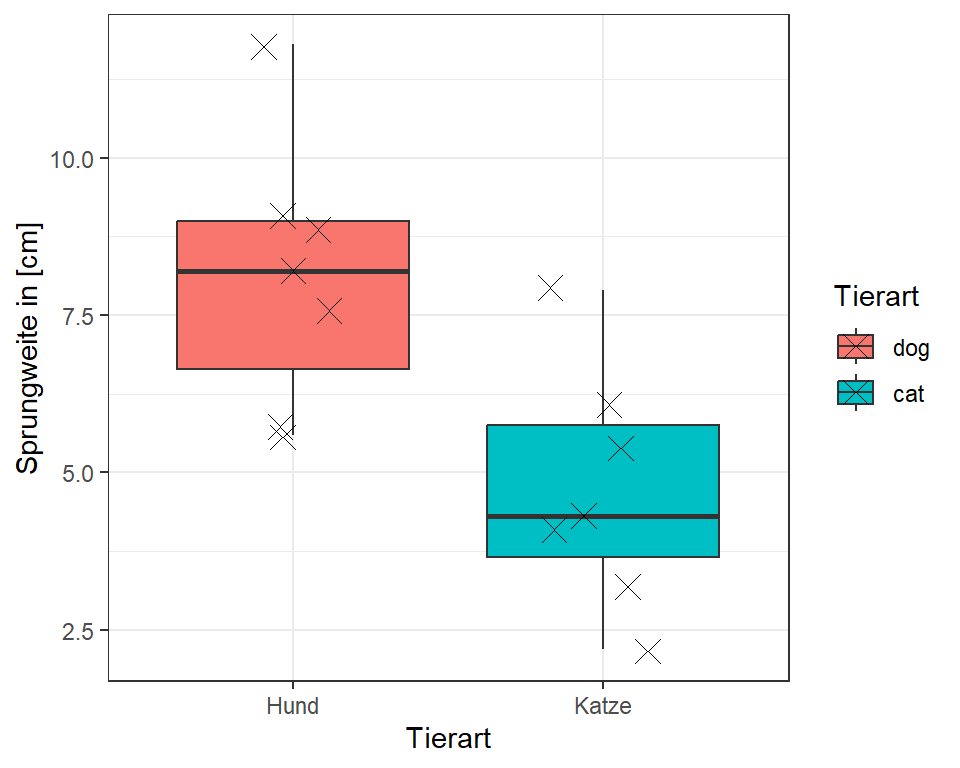 Sprungweite in [cm]
10.0
7.5
5.0
2.5
Hund
Katze
Tierart
Tierart
dog
cat